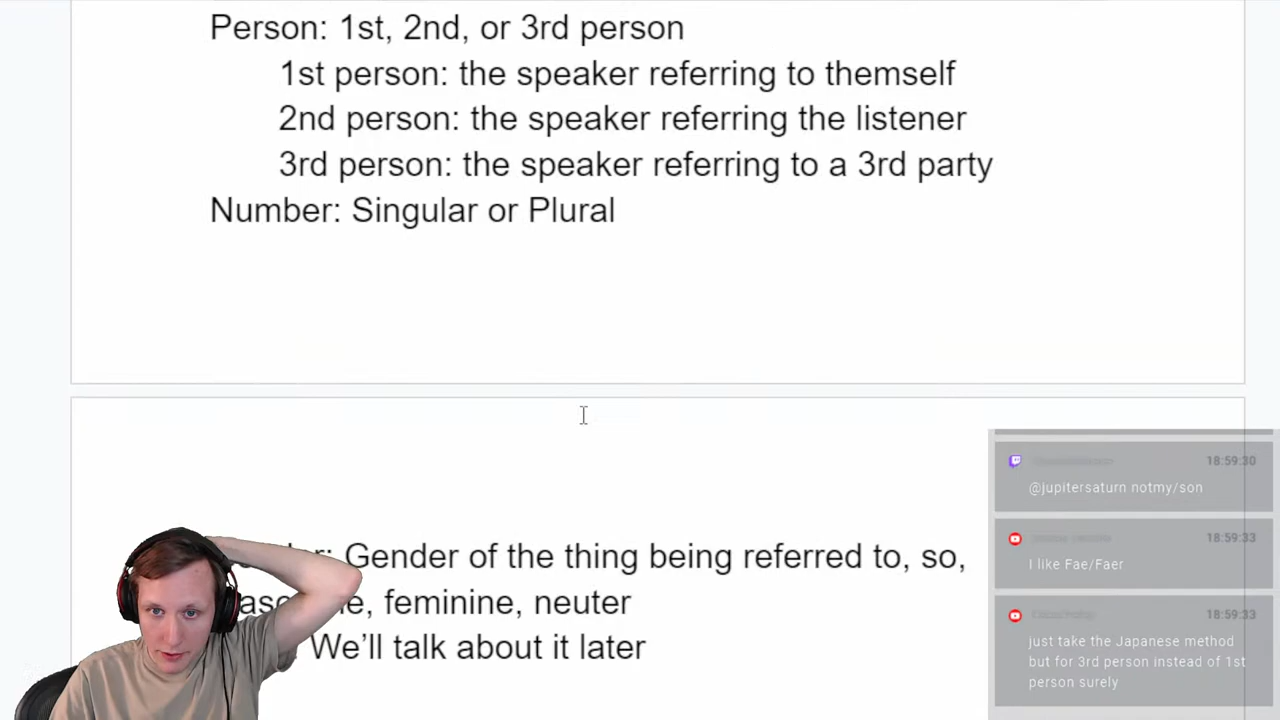 Person: 1st, 2nd, or 3rd person
1st person: the speaker referring to themself
2nd person: the speaker referring the listener
3rd person: the speaker referring to a 3rd party
Number: Singular or Plural
Gender of the thing being referred to, so,
feminine, neuter
We'll talk about it later
18:59:30
@jupitersaturn notmy/son
18:59:33
I like Fae/Faer
18:59:33
just take the Japanese method
but for 3rd person instead of 1st
person surely